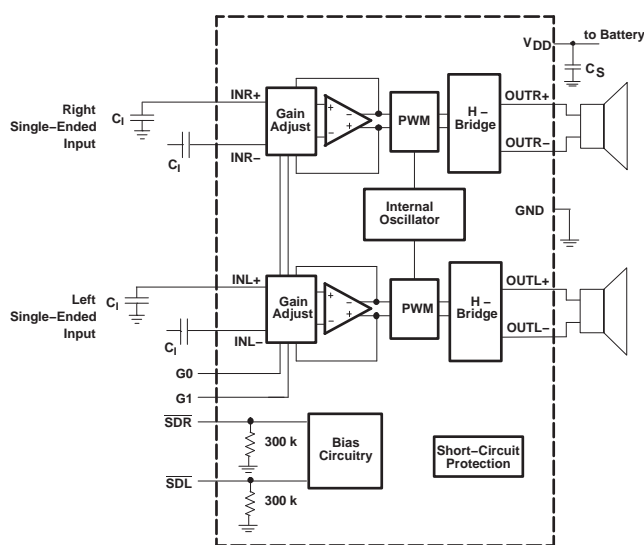 to Battery
VDD
CS
Right
Single−Ended
Input
CI
INR+
CI
INR−
Gain
Adjust
+
−
−
+
PWM
H −
Bridge
OUTR+
OUTR−
Internal
Oscillator
GND
Left
Single−Ended
Input
CI
INL+
CI
INL−
Gain
Adjust
+
−
−
+
PWM
H −
Bridge
OUTL+
OUTL−
G0
G1
SDR
300 k
Bias
Circuitry
Short−Circuit
Protection
SDL
300 k